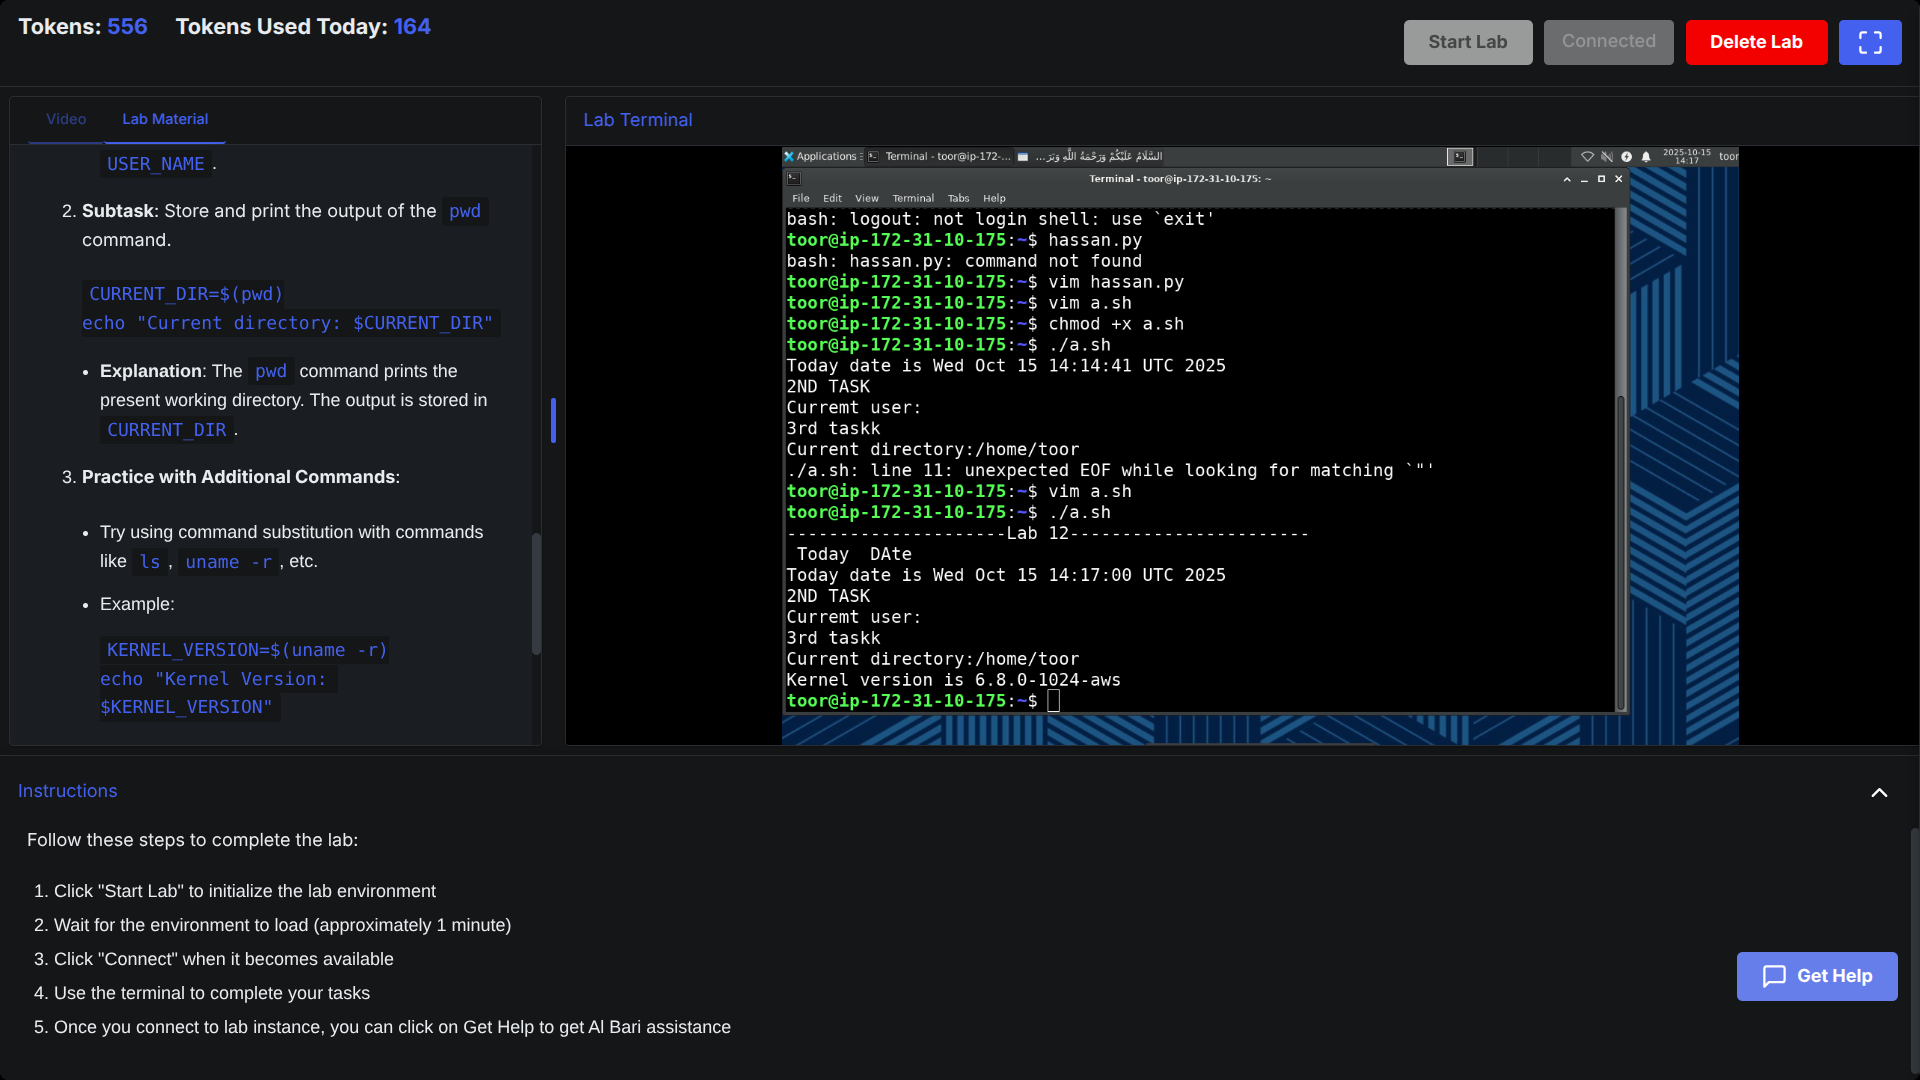 Tokens: 556 Tokens Used Today: 164
Start Lab
Connected
Delete Lab
Video
Lab Material
USER_NAME .
2. Subtask: Store and print the output of the pwd
command.
CURRENT_DIR=$(pwd)
echo "Current directory: $CURRENT_DIR"
• Explanation: The pwd command prints the
present working directory. The output is stored in
CURRENT_DIR .
3. Practice with Additional Commands:
• Try using command substitution with commands
like ls , uname -r , etc.
• Example:
KERNEL_VERSION=$(uname -r)
echo "Kernel Version:
$KERNEL_VERSION"
Lab Terminal
Applications
Terminal - toor@ip-172-...
السَّلَامُ عَلَيْكُمْ وَرَحْمَةُ اللَّهِ وَبَرَ...
2025-10-15
14:17
toor
Terminal - toor@ip-172-31-10-175: ~
File Edit View Terminal Tabs Help
bash: logout: not login shell: use `exit'
toor@ip-172-31-10-175:~$ hassan.py
bash: hassan.py: command not found
toor@ip-172-31-10-175:~$ vim hassan.py
toor@ip-172-31-10-175:~$ vim a.sh
toor@ip-172-31-10-175:~$ chmod +x a.sh
toor@ip-172-31-10-175:~$ ./a.sh
Today date is Wed Oct 15 14:14:41 UTC 2025
2ND TASK
Curremt user:
3rd taskk
Current directory:/home/toor
./a.sh: line 11: unexpected EOF while looking for matching `"'
toor@ip-172-31-10-175:~$ vim a.sh
toor@ip-172-31-10-175:~$ ./a.sh
---------------------Lab 12-----------------------
Today  DAte
Today date is Wed Oct 15 14:17:00 UTC 2025
2ND TASK
Curremt user:
3rd taskk
Current directory:/home/toor
Kernel version is 6.8.0-1024-aws
toor@ip-172-31-10-175:~$
Instructions
Follow these steps to complete the lab:
1. Click "Start Lab" to initialize the lab environment
2. Wait for the environment to load (approximately 1 minute)
3. Click "Connect" when it becomes available
4. Use the terminal to complete your tasks
5. Once you connect to lab instance, you can click on Get Help to get Al Bari assistance
Get Help